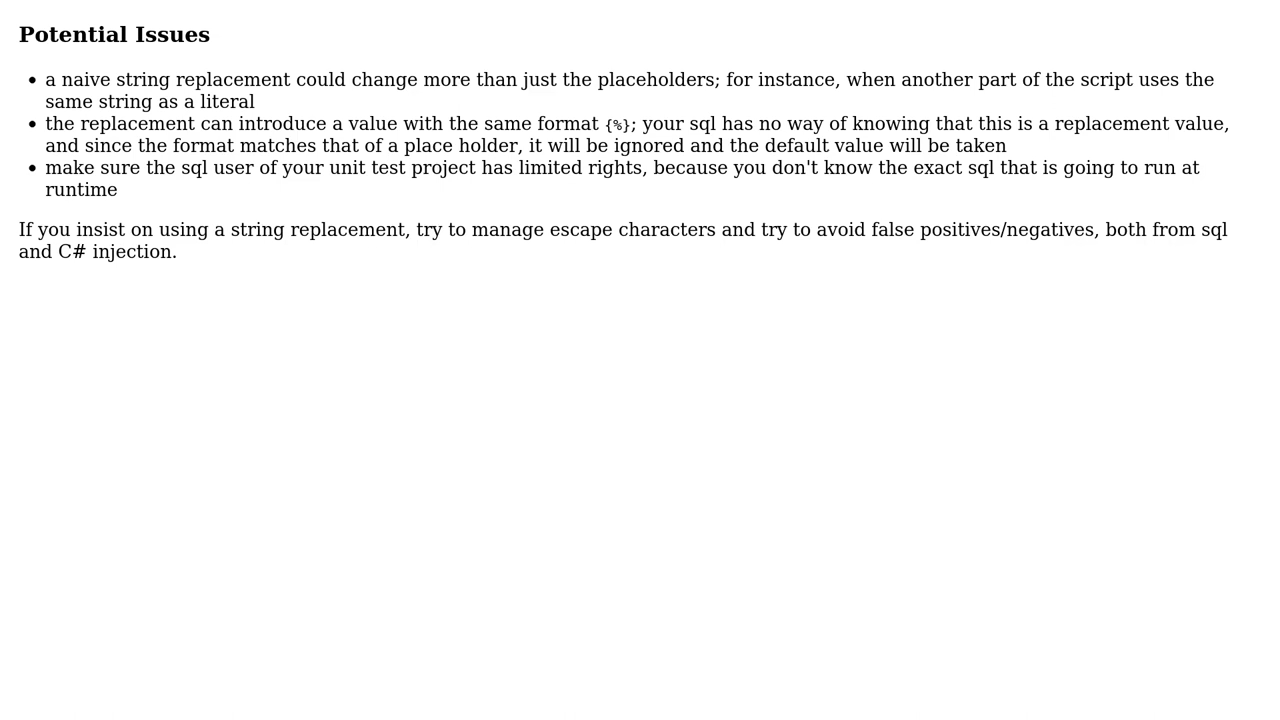 Potential Issues
• a naive string replacement could change more than just the placeholders; for instance, when another part of the script uses the
same string as a literal
• the replacement can introduce a value with the same format {%}; your sql has no way of knowing that this is a replacement value,
and since the format matches that of a place holder, it will be ignored and the default value will be taken
• make sure the sql user of your unit test project has limited rights, because you don't know the exact sql that is going to run at
runtime
If you insist on using a string replacement, try to manage escape characters and try to avoid false positives/negatives, both from sql
and C# injection.